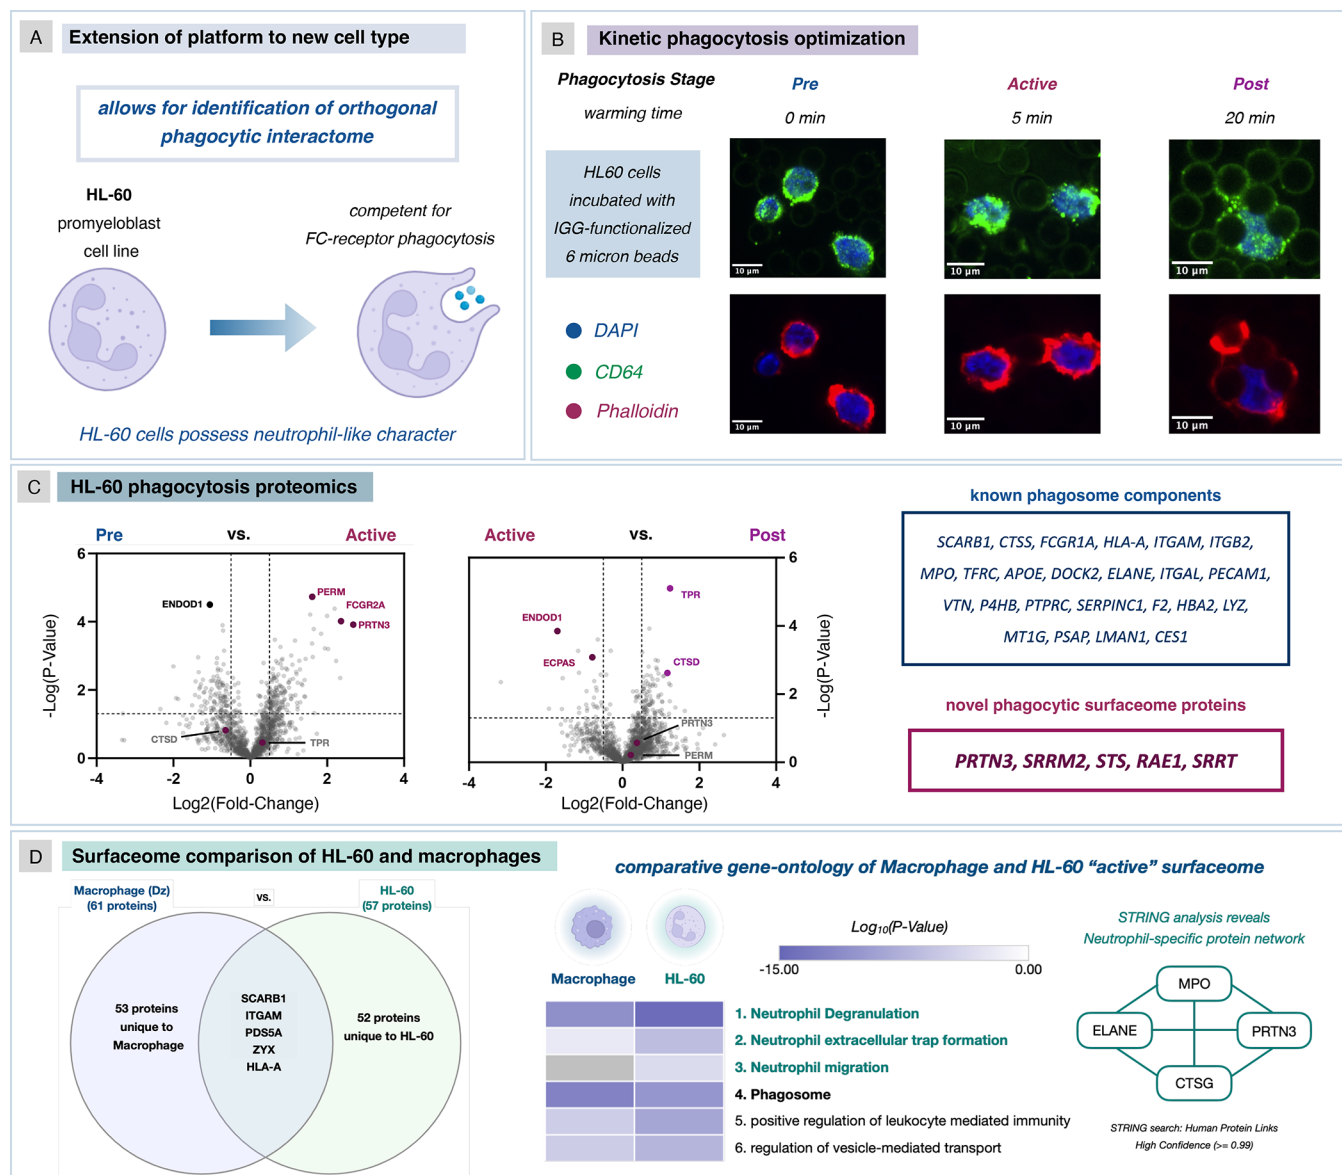 A
Extension of platform to new cell type
allows for identification of orthogonal
phagocytic interactome
HL-60
promyeloblast
cell line
competent for
FC-receptor phagocytosis
HL-60 cells possess neutrophil-like character
B
Kinetic phagocytosis optimization
Phagocytosis Stage
Pre
Active
Post
warming time
0 min
5 min
20 min
HL60 cells
incubated with
IGG-functionalized
6 micron beads
DAPI
CD64
Phalloidin
10 μm
10 μm
10 μm
10 μm
10 μm
10 μm
C
HL-60 phagocytosis proteomics
Pre
vs.
Active
6
4
2
0
-4
-2
0
2
4
-Log(P-Value)
Log2(Fold-Change)
ENDOD1
PERM
FCGR2A
PRTN3
CTSD
TPR
Active
vs.
Post
6
4
2
0
-4
-2
0
2
4
-Log(P-Value)
Log2(Fold-Change)
ENDOD1
ECPAS
TPR
CTSD
PRTN3
PERM
known phagosome components
SCARB1, CTSS, FCGR1A, HLA-A, ITGAM, ITGB2,
MPO, TFRC, APOE, DOCK2, ELANE, ITGAL, PECAM1,
VTN, P4HB, PTPRC, SERPINC1, F2, HBA2, LYZ,
MT1G, PSAP, LMAN1, CES1
novel phagocytic surfaceome proteins
PRTN3, SRRM2, STS, RAE1, SRRT
D
Surfaceome comparison of HL-60 and macrophages
Macrophage (Dz)
(61 proteins)
vs.
HL-60
(57 proteins)
53 proteins
unique to
Macrophage
SCARB1
ITGAM
PDS5A
ZYX
HLA-A
52 proteins
unique to HL-60
comparative gene-ontology of Macrophage and HL-60 “active” surfaceome
Macrophage
HL-60
Log10(P-Value)
-15.00
0.00
1. Neutrophil Degranulation
2. Neutrophil extracellular trap formation
3. Neutrophil migration
4. Phagosome
5. positive regulation of leukocyte mediated immunity
6. regulation of vesicle-mediated transport
STRING analysis reveals
Neutrophil-specific protein network
MPO
ELANE
PRTN3
CTSG
STRING search: Human Protein Links
High Confidence (>= 0.99)